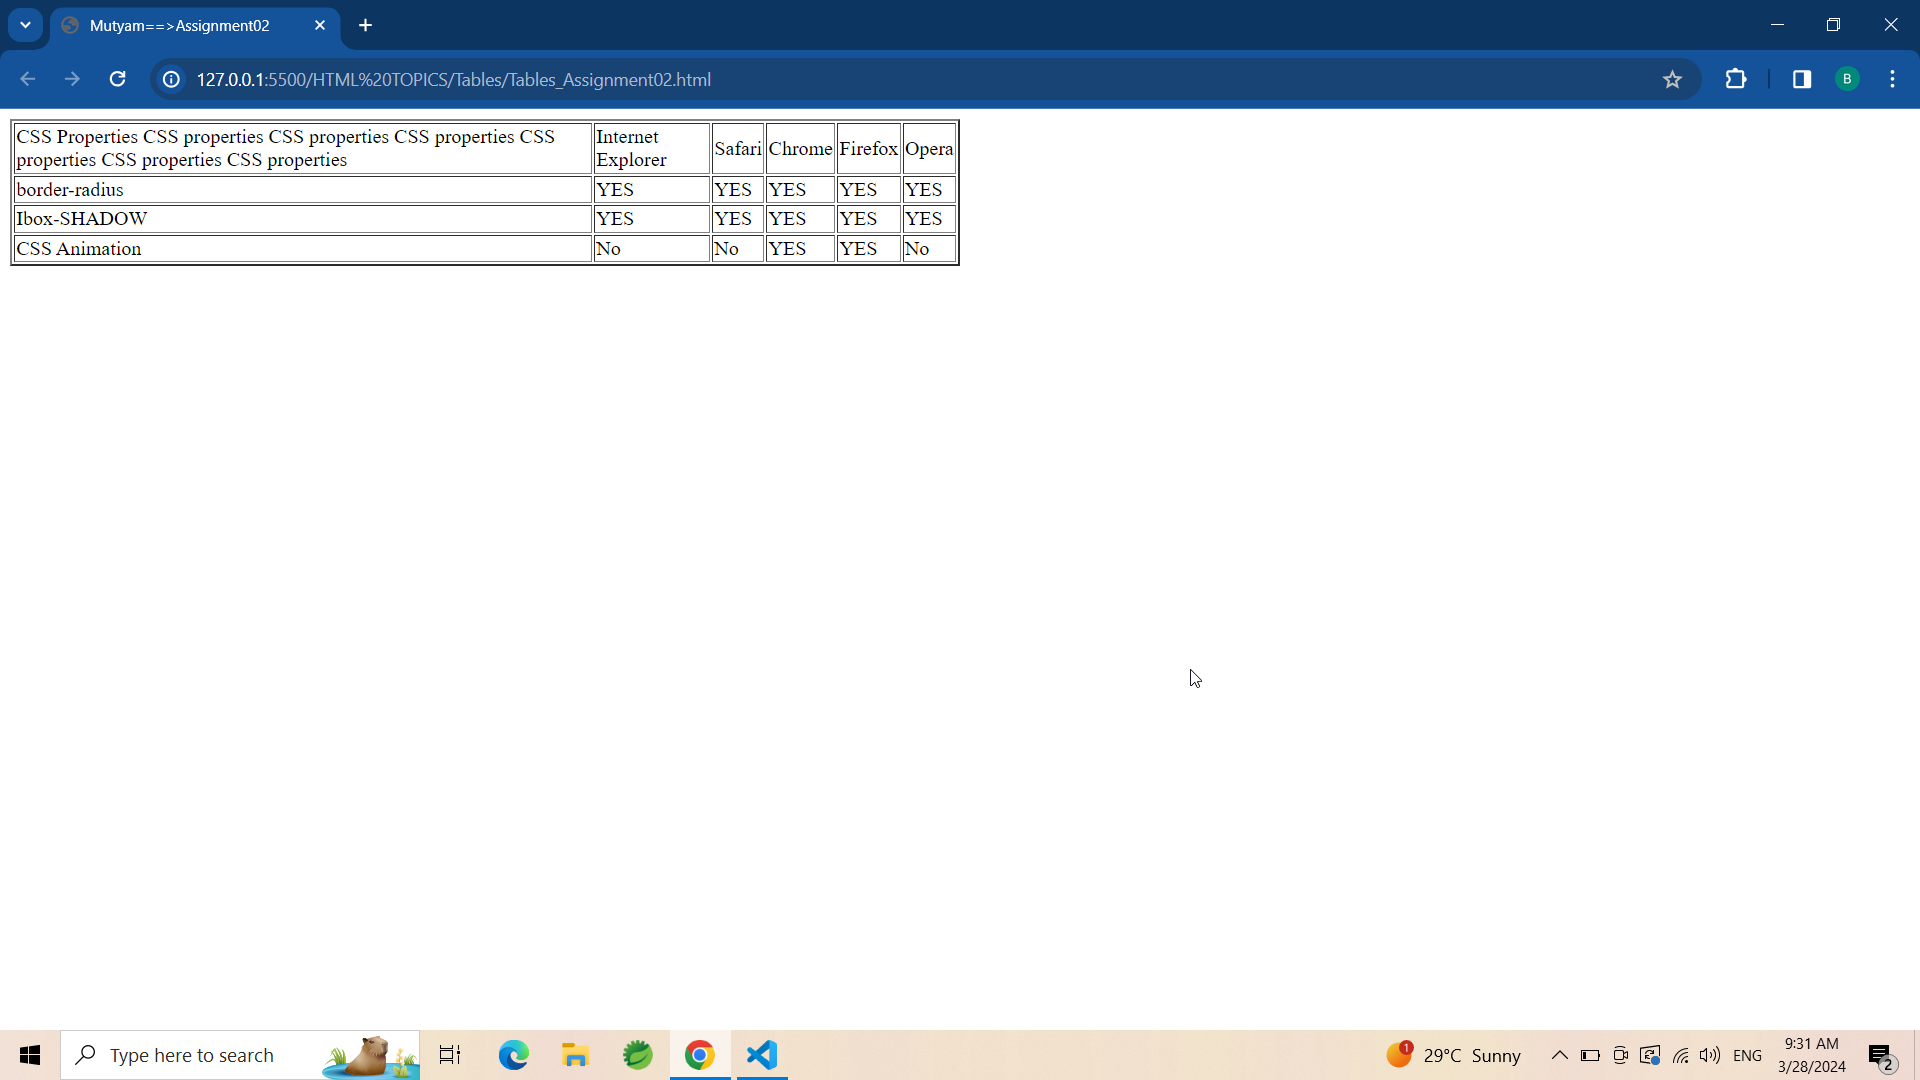 Mutyam==>Assignment02
127.0.0.1:5500/HTML%20TOPICS/Tables/Tables_Assignment02.html
B
CSS Properties CSS properties CSS properties CSS properties CSS
properties CSS properties CSS properties
Internet
Explorer
Safari
Chrome
Firefox
Opera
border-radius YES YES YES YES YES
Ibox-SHADOW YES YES YES YES YES
CSS Animation No No YES YES No
Type here to search
1
29°C Sunny
ENG
9:31 AM
3/28/2024
2